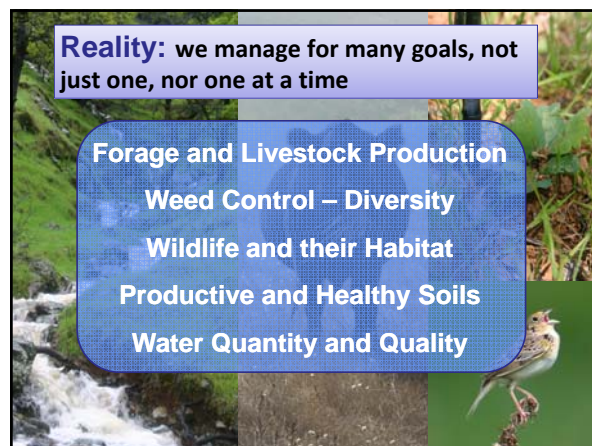 Reality: we manage for many goals, not
just one, nor one at a time
Forage and Livestock Production
Weed Control – Diversity
Wildlife and their Habitat
Productive and Healthy Soils
Water Quantity and Quality